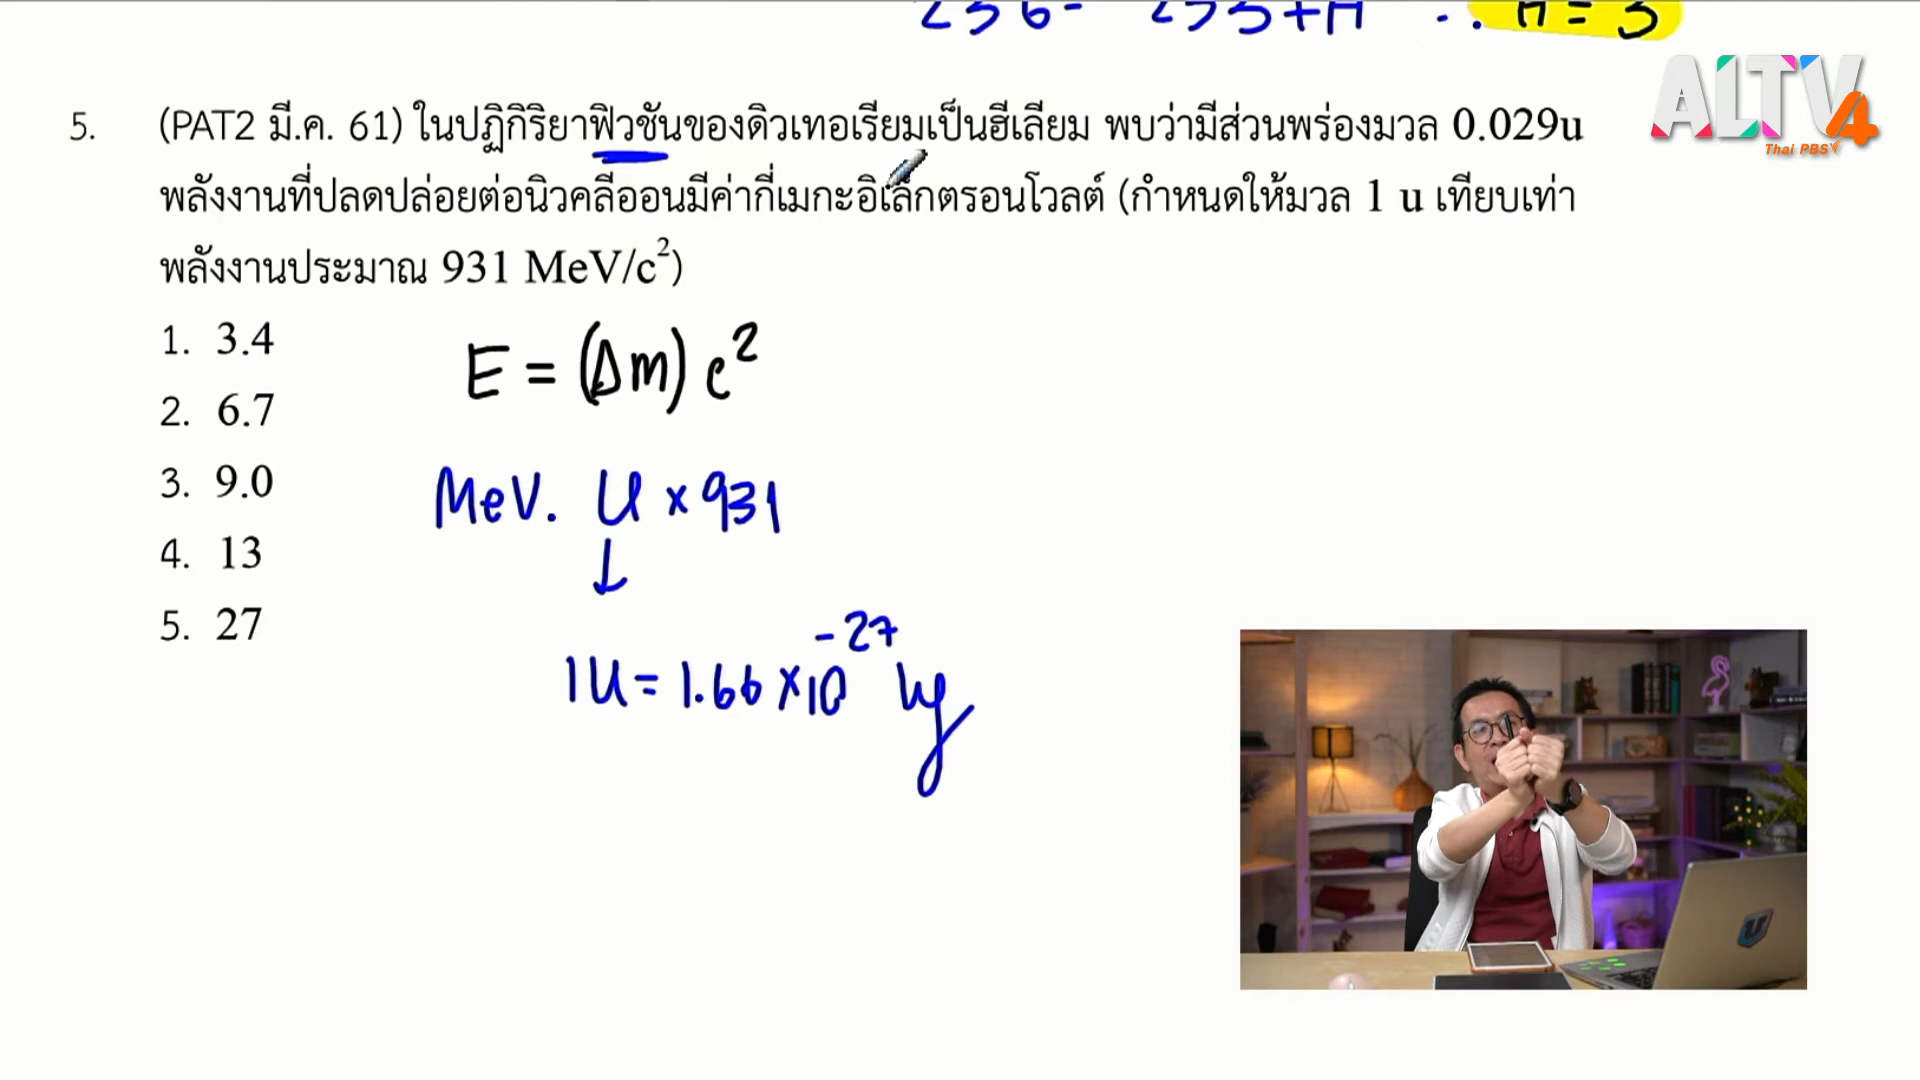 236 = 233+n ∴ n = 3
ALTV 4
Thai PBS
5. (PAT2 มี.ค. 61) ในปฏิกิริยาฟิวชันของดิวเทอเรียมเป็นฮีเลียม พบว่ามีส่วนพร่องมวล 0.029u
พลังงานที่ปลดปล่อยต่อนิวคลีออนมีค่ากี่เมกะอิเล็กตรอนโวลต์ (กำหนดให้มวล 1 u เทียบเท่า
พลังงานประมาณ 931 MeV/c²)
1. 3.4
E = (Δm) c²
2. 6.7
3. 9.0
MeV. U × 931
4. 13
↓
5. 27
1U = 1.66 ×10⁻²⁷ kg